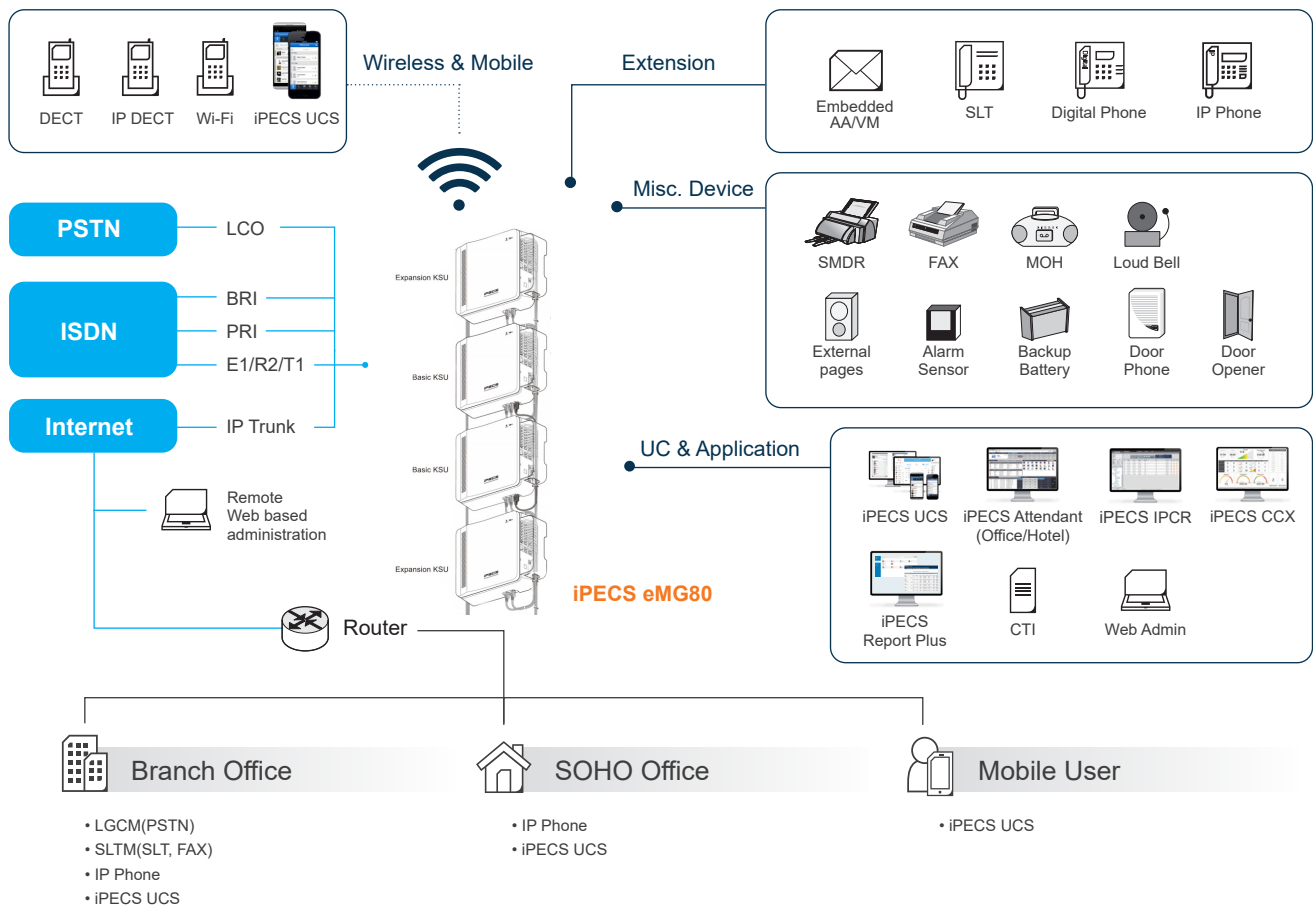 Wireless & Mobile
DECT
IP DECT
Wi-Fi
iPECS UCS
Extension
Embedded
AA/VM
SLT
Digital Phone
IP Phone
Misc. Device
SMDR
FAX
MOH
Loud Bell
External
pages
Alarm
Sensor
Backup
Battery
Door
Phone
Door
Opener
PSTN
LCO
ISDN
BRI
PRI
E1/R2/T1
Internet
IP Trunk
Remote
Web based
administration
Expansion KSU
Basic KSU
Basic KSU
Expansion KSU
iPECS eMG80
UC & Application
iPECS UCS
iPECS Attendant
(Office/Hotel)
iPECS IPCR
iPECS CCX
iPECS
Report Plus
CTI
Web Admin
Router
Branch Office
• LGCM(PSTN)
• SLTM(SLT, FAX)
• IP Phone
• iPECS UCS
SOHO Office
• IP Phone
• iPECS UCS
Mobile User
• iPECS UCS